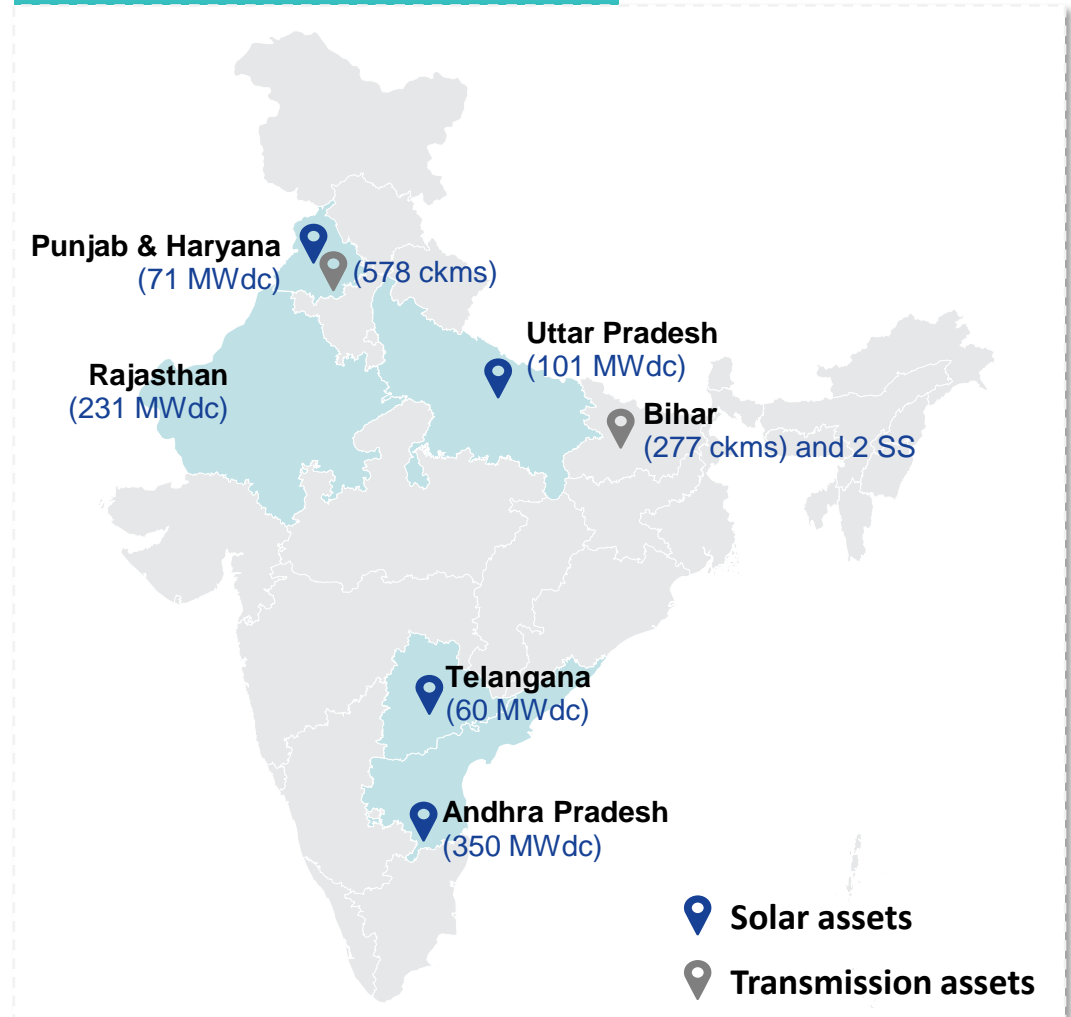 Punjab & Haryana
(71 MWdc)
(578 ckms)
Uttar Pradesh
(101 MWdc)
Rajasthan
(231 MWdc)
Bihar
(277 ckms) and 2 SS
Telangana
(60 MWdc)
Andhra Pradesh
(350 MWdc)
Solar assets
Transmission assets